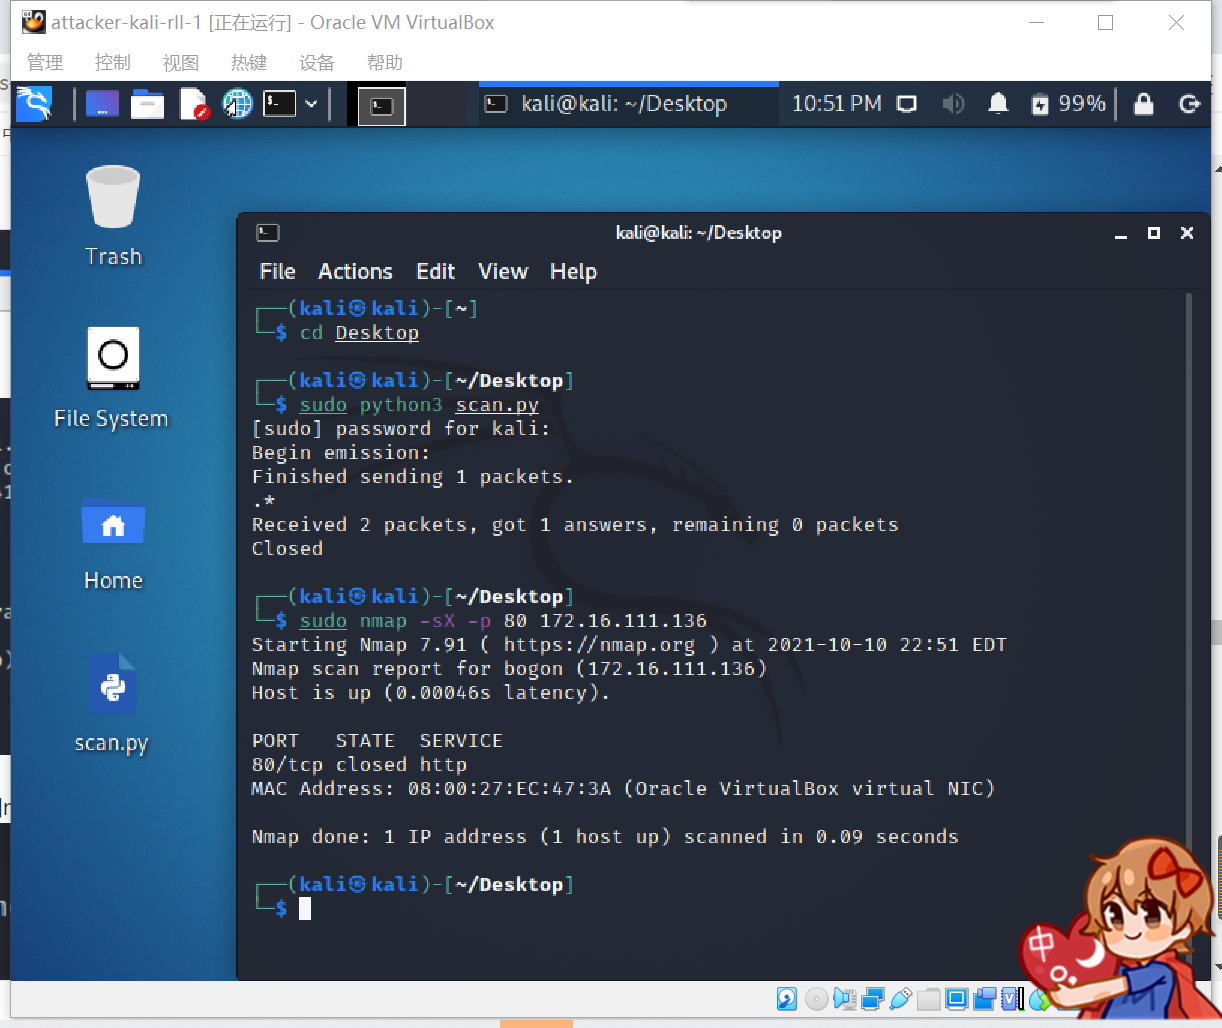 attacker-kali-rll-1 [正在运行] - Oracle VM VirtualBox
管理 控制 视图 热键 设备 帮助
kali@kali: ~/Desktop 10:51 PM 99%
Trash
File System
Home
scan.py
kali@kali: ~/Desktop
File Actions Edit View Help
┌──(kali㉿kali)-[~]
└─$ cd Desktop
┌──(kali㉿kali)-[~/Desktop]
└─$ sudo python3 scan.py
[sudo] password for kali:
Begin emission:
Finished sending 1 packets.
.*
Received 2 packets, got 1 answers, remaining 0 packets
Closed
┌──(kali㉿kali)-[~/Desktop]
└─$ sudo nmap -sX -p 80 172.16.111.136
Starting Nmap 7.91 ( https://nmap.org ) at 2021-10-10 22:51 EDT
Nmap scan report for bogon (172.16.111.136)
Host is up (0.00046s latency).
PORT STATE SERVICE
80/tcp closed http
MAC Address: 08:00:27:EC:47:3A (Oracle VirtualBox virtual NIC)
Nmap done: 1 IP address (1 host up) scanned in 0.09 seconds
┌──(kali㉿kali)-[~/Desktop]
└─$
中